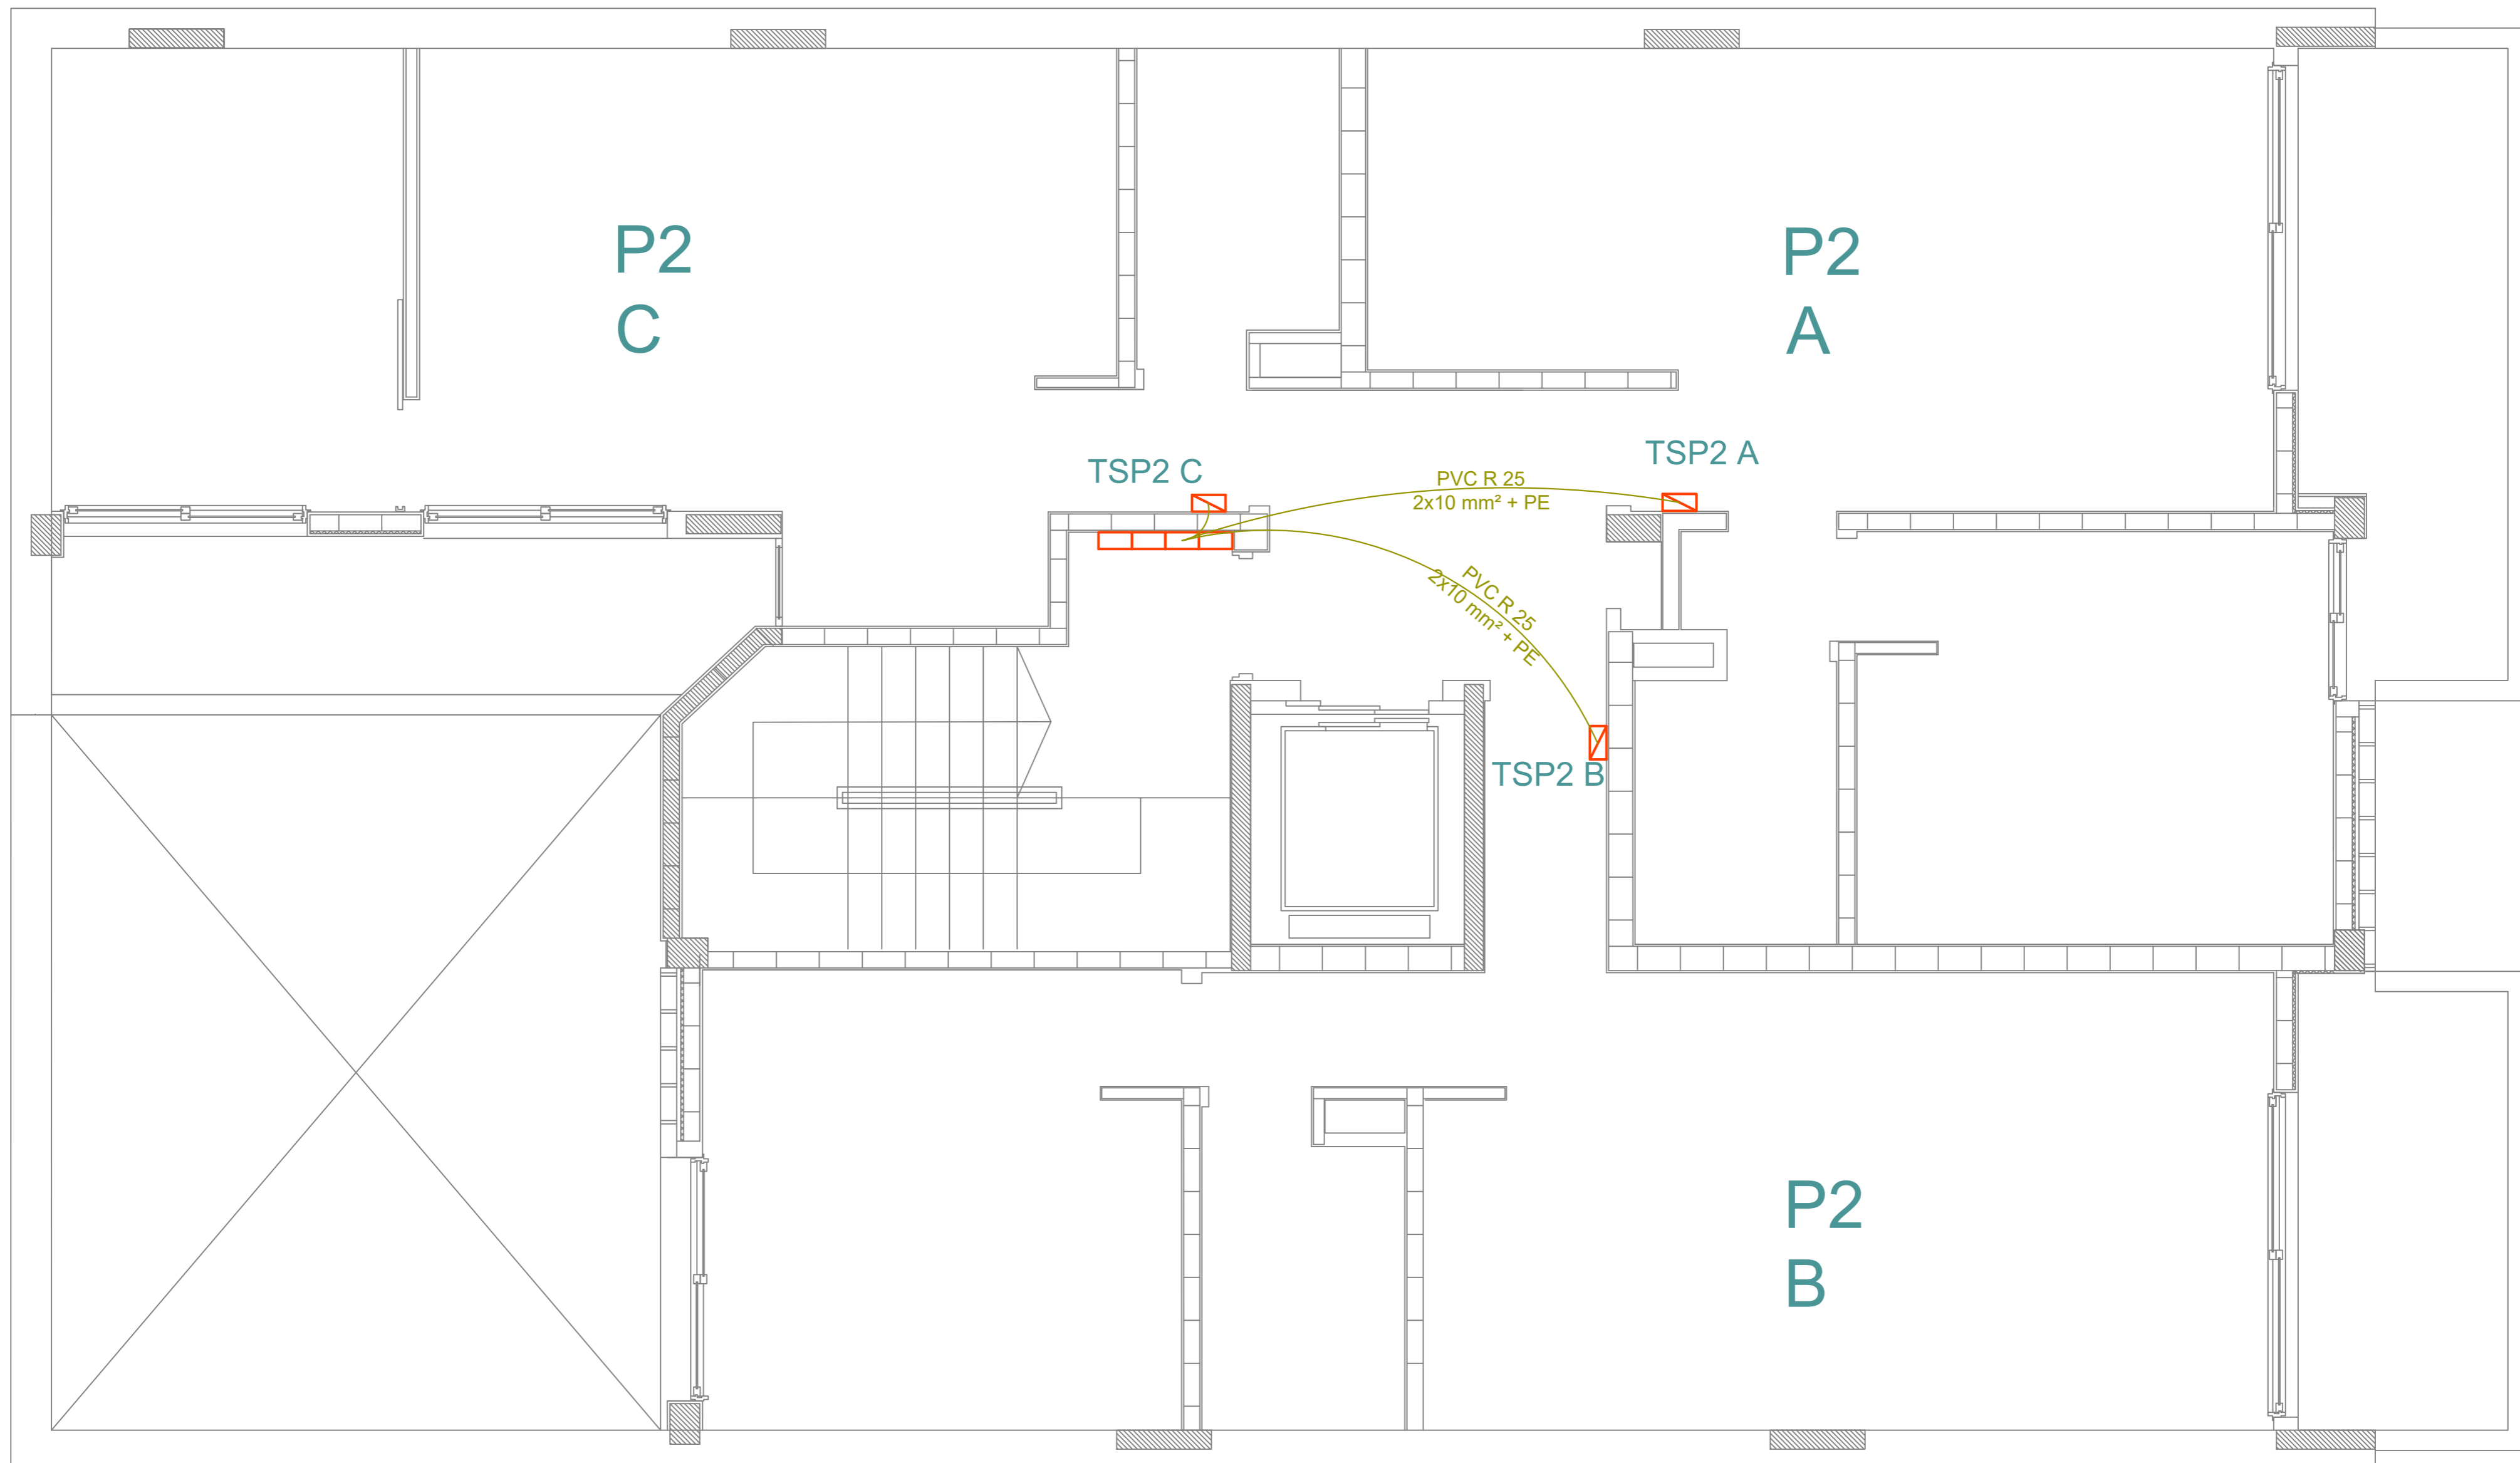 P2
C
P2
A
TSP2 C
TSP2 A
PVC R 25
2x10 mm² + PE
PVC R 25
2x10 mm² + PE
TSP2 B
P2
B